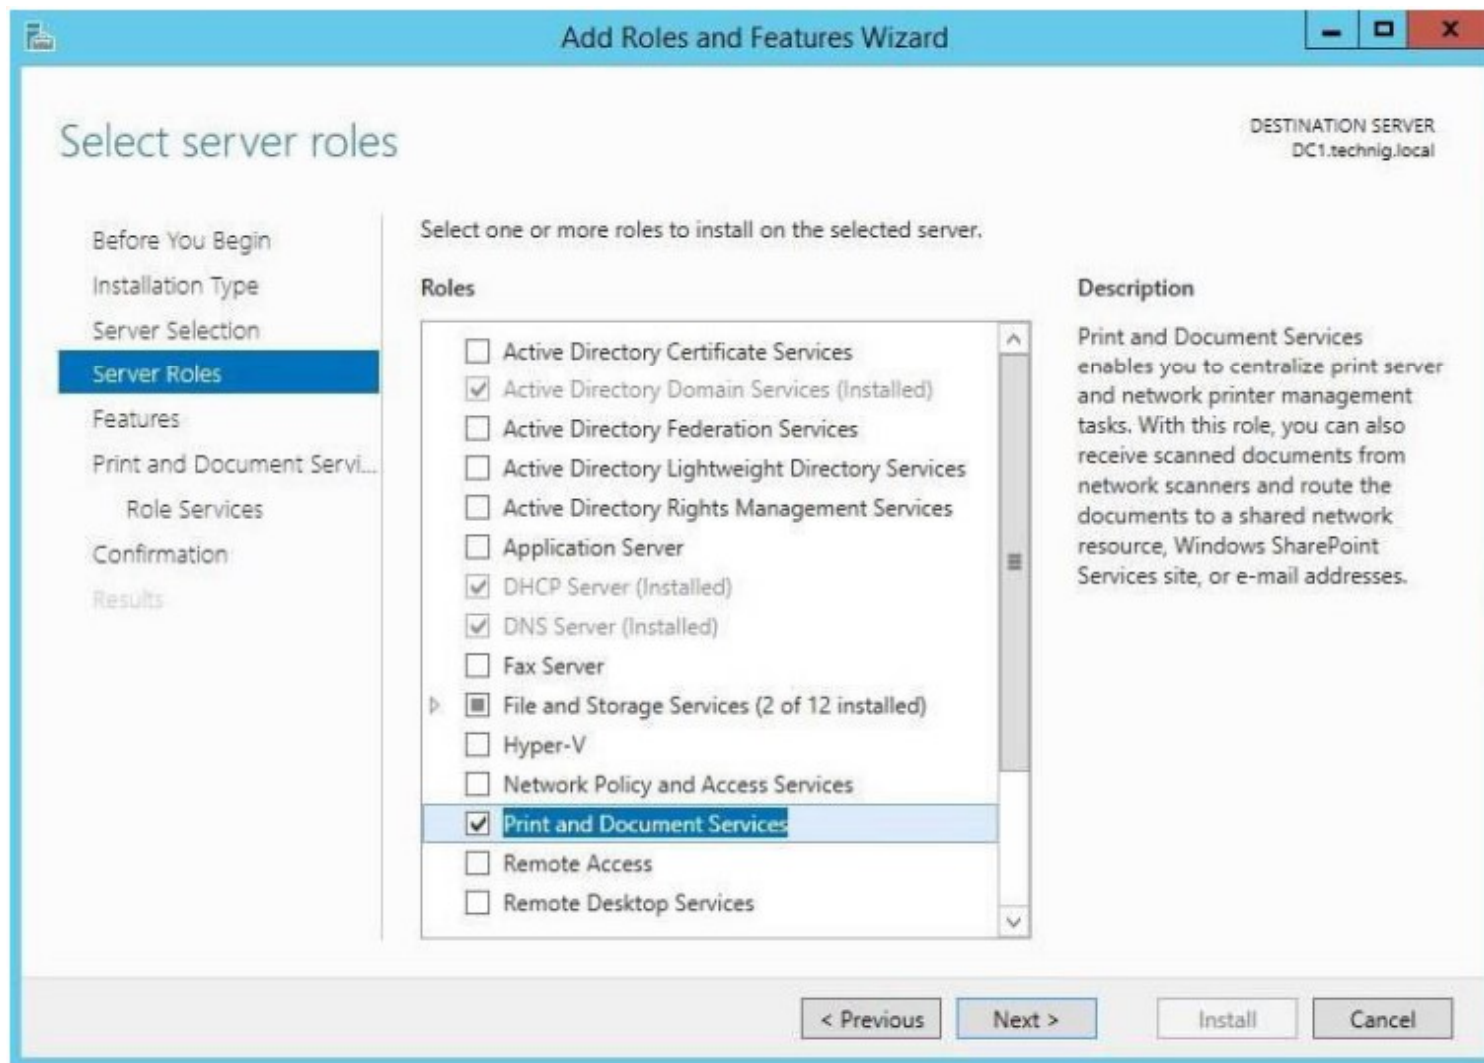 Add Roles and Features Wizard
Select server roles
DESTINATION SERVER
DC1.technig.local
Before You Begin
Installation Type
Server Selection
Server Roles
Features
Print and Document Servi...
Role Services
Confirmation
Results
Select one or more roles to install on the selected server.
Roles
Active Directory Certificate Services
Active Directory Domain Services (Installed)
Active Directory Federation Services
Active Directory Lightweight Directory Services
Active Directory Rights Management Services
Application Server
DHCP Server (Installed)
DNS Server (Installed)
Fax Server
File and Storage Services (2 of 12 installed)
Hyper-V
Network Policy and Access Services
Print and Document Services
Remote Access
Remote Desktop Services
Description
Print and Document Services
enables you to centralize print server
and network printer management
tasks. With this role, you can also
receive scanned documents from
network scanners and route the
documents to a shared network
resource, Windows SharePoint
Services site, or e-mail addresses.
< Previous
Next >
Install
Cancel